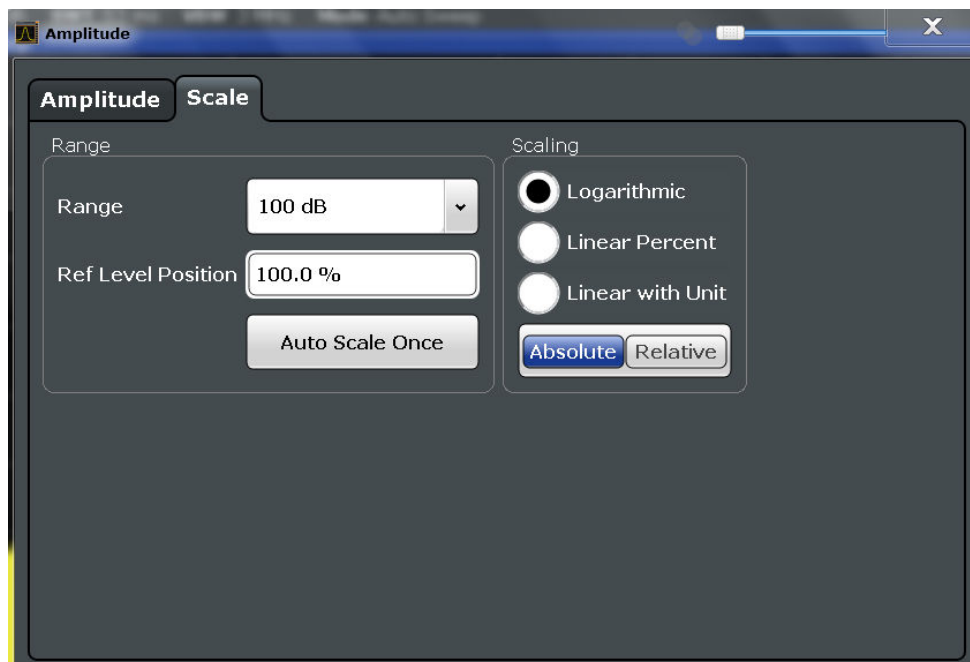 Amplitude
X
Amplitude
Scale
Range
Range
100 dB
Ref Level Position
100.0 %
Auto Scale Once
Scaling
Logarithmic
Linear Percent
Linear with Unit
Absolute
Relative